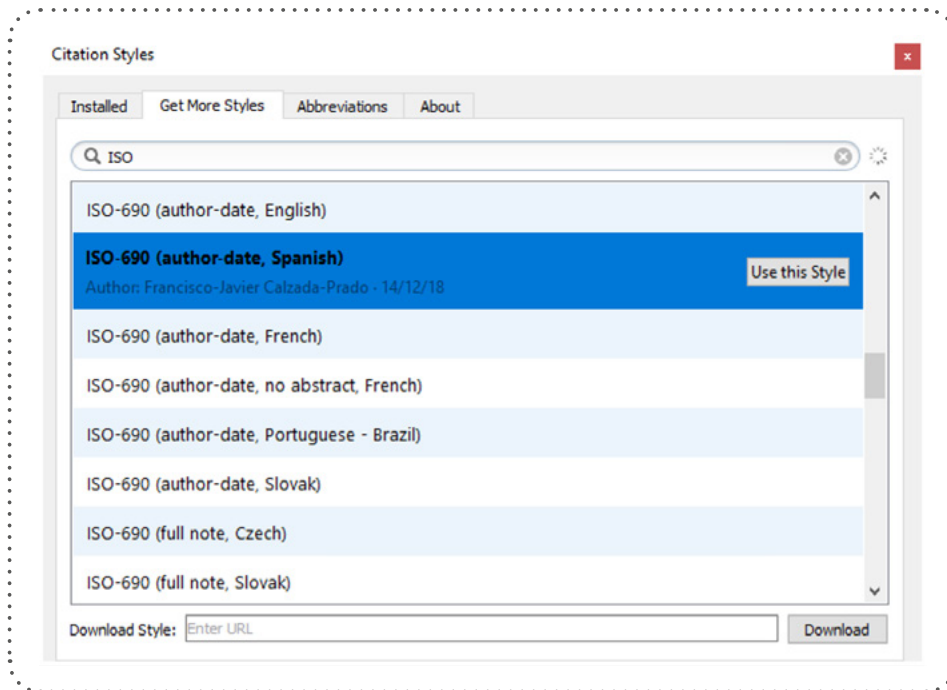 Citation Styles
x
Installed Get More Styles Abbreviations About
ISO
ISO-690 (author-date, English)
ISO-690 (author-date, Spanish)
Use this Style
Author: Francisco-Javier Calzada-Prado - 14/12/18
ISO-690 (author-date, French)
ISO-690 (author-date, no abstract, French)
ISO-690 (author-date, Portuguese - Brazil)
ISO-690 (author-date, Slovak)
ISO-690 (full note, Czech)
ISO-690 (full note, Slovak)
Download Style: Enter URL Download